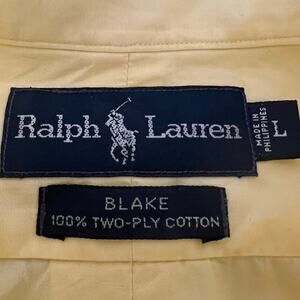 Ralph Lauren
MADE IN
PHILIPPINES
L
BLAKE
100% TWO-PLY COTTON